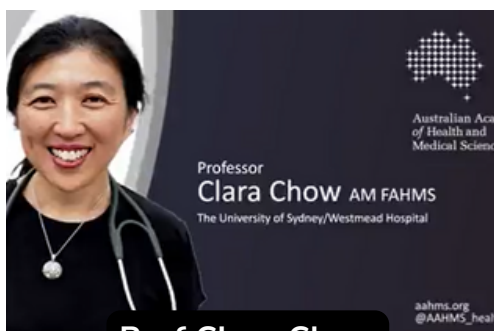 Australian Aca
of Health and
Medical Scienc
Professor
Clara Chow AM FAHMS
The University of Sydney/Westmead Hospital
aahms.org
@AAHMS_heal